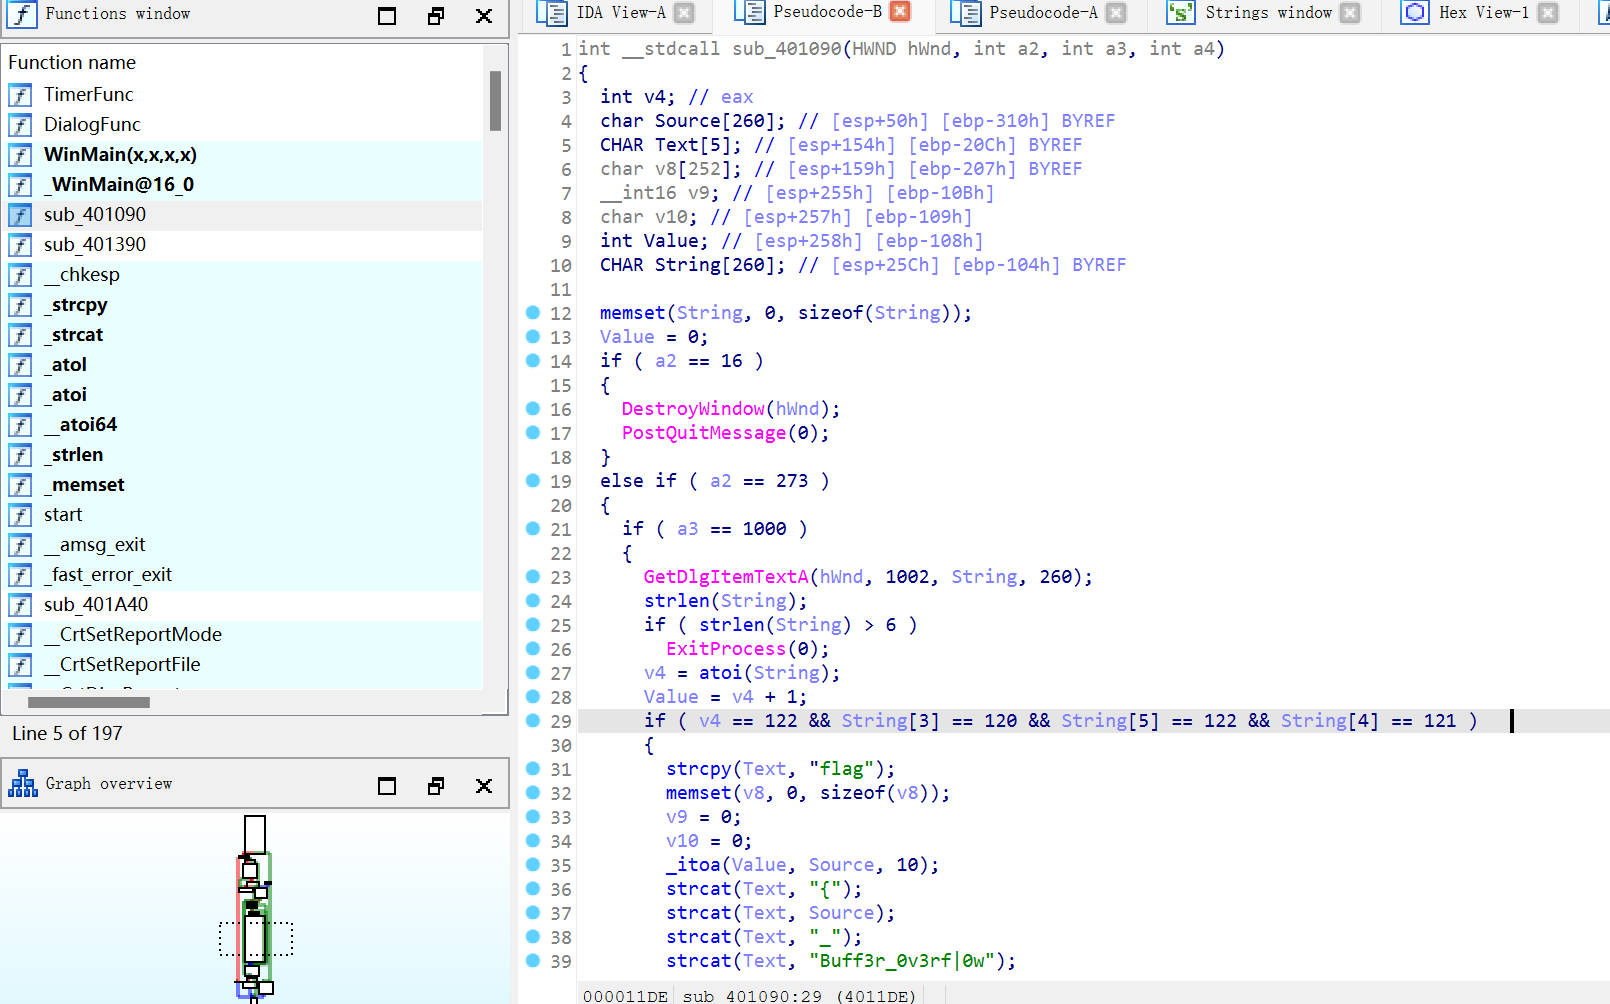 Functions window
Function name
TimerFunc
DialogFunc
WinMain(x,x,x,x)
_WinMain@16_0
sub_401090
sub_401390
__chkesp
_strcpy
_strcat
_atol
_atoi
__atoi64
_strlen
_memset
start
__amsg_exit
_fast_error_exit
sub_401A40
__CrtSetReportMode
__CrtSetReportFile
Line 5 of 197
Graph overview
IDA View-A
Pseudocode-B
Pseudocode-A
Strings window
Hex View-1
1 int __stdcall sub_401090(HWND hWnd, int a2, int a3, int a4)
2 {
3 int v4; // eax
4 char Source[260]; // [esp+50h] [ebp-310h] BYREF
5 CHAR Text[5]; // [esp+154h] [ebp-20Ch] BYREF
6 char v8[252]; // [esp+159h] [ebp-207h] BYREF
7 __int16 v9; // [esp+255h] [ebp-10Bh]
8 char v10; // [esp+257h] [ebp-109h]
9 int Value; // [esp+258h] [ebp-108h]
10 CHAR String[260]; // [esp+25Ch] [ebp-104h] BYREF
11
12 memset(String, 0, sizeof(String));
13 Value = 0;
14 if ( a2 == 16 )
15 {
16 DestroyWindow(hWnd);
17 PostQuitMessage(0);
18 }
19 else if ( a2 == 273 )
20 {
21 if ( a3 == 1000 )
22 {
23 GetDlgItemTextA(hWnd, 1002, String, 260);
24 strlen(String);
25 if ( strlen(String) > 6 )
26 ExitProcess(0);
27 v4 = atoi(String);
28 Value = v4 + 1;
29 if ( v4 == 122 && String[3] == 120 && String[5] == 122 && String[4] == 121 )
30 {
31 strcpy(Text, "flag");
32 memset(v8, 0, sizeof(v8));
33 v9 = 0;
34 v10 = 0;
35 _itoa(Value, Source, 10);
36 strcat(Text, "{");
37 strcat(Text, Source);
38 strcat(Text, "_");
39 strcat(Text, "Buff3r_0v3rf|0w");
000011DE sub_401090:29 (4011DE)